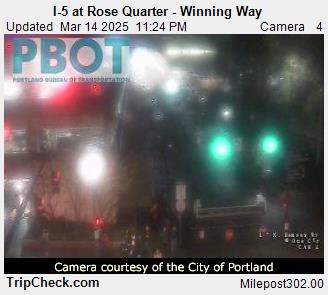 I-5 at Rose Quarter - Winning Way
Updated Mar 14 2025 11:24 PM Camera 4
PBOT
PORTLAND BUREAU OF TRANSPORTATION
Camera courtesy of the City of Portland
TripCheck.com Milepost302.00